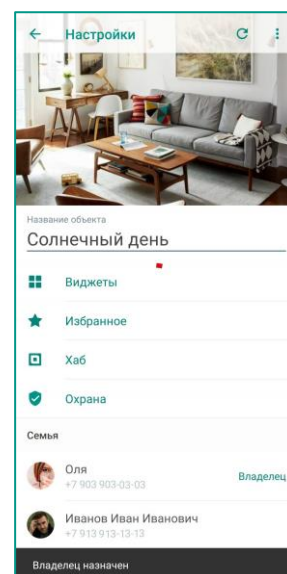 Настройки
Название объекта
Солнечный день
Виджеты
Избранное
Хаб
Охрана
Семья
Оля
Владелец
+7 903 903-03-03
Иванов Иван Иванович
+7 913 913-13-13
Владелец назначен